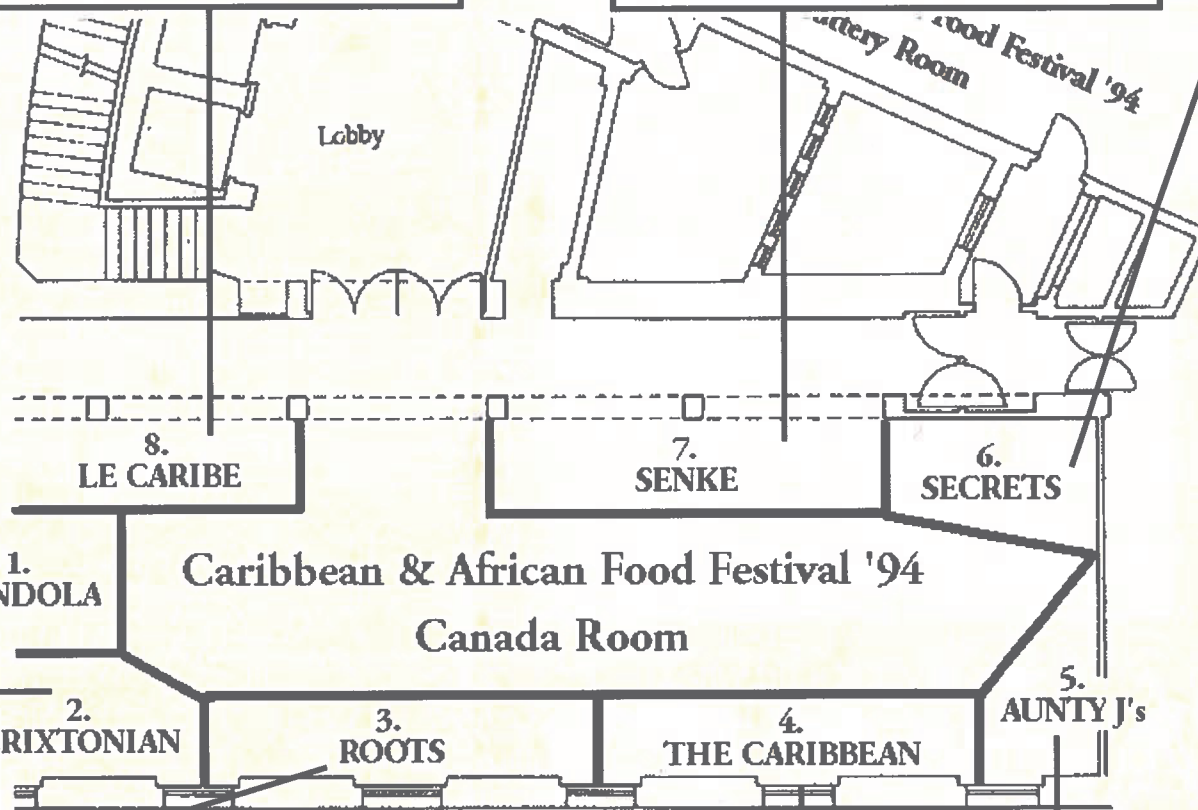 Food Festival '94
Room
Lobby
8.
LE CARIBE
7.
SENKE
6.
SECRETS
1.
NDOLA
Caribbean & African Food Festival '94
Canada Room
2.
RIXTONIAN
3.
ROOTS
4.
THE CARIBBEAN
5.
AUNTY J's